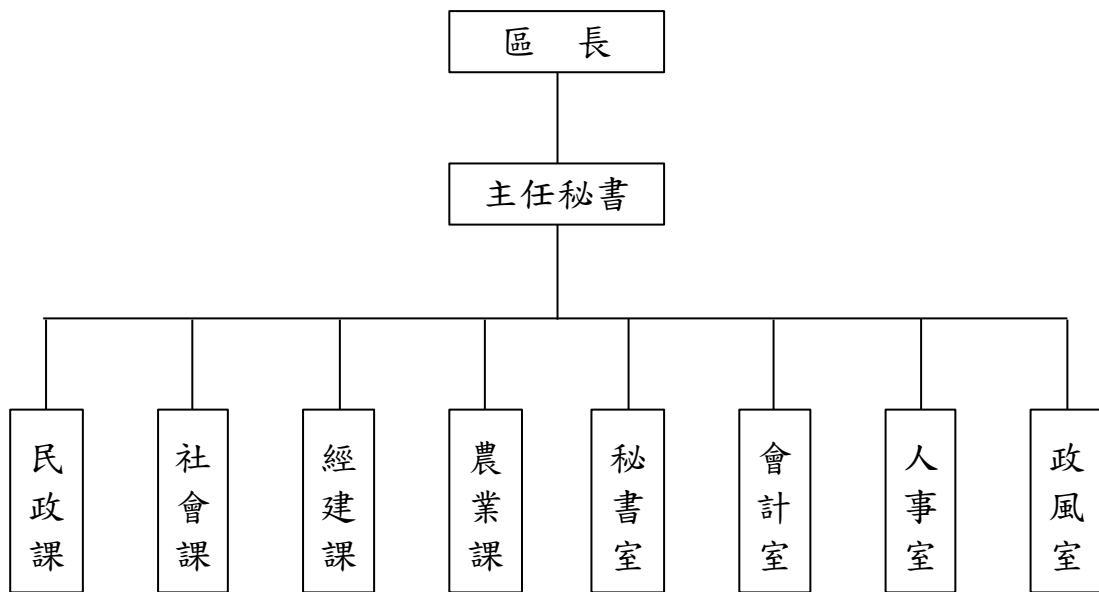 區　長
主任秘書
民政課
社會課
經建課
農業課
秘書室
會計室
人事室
政風室